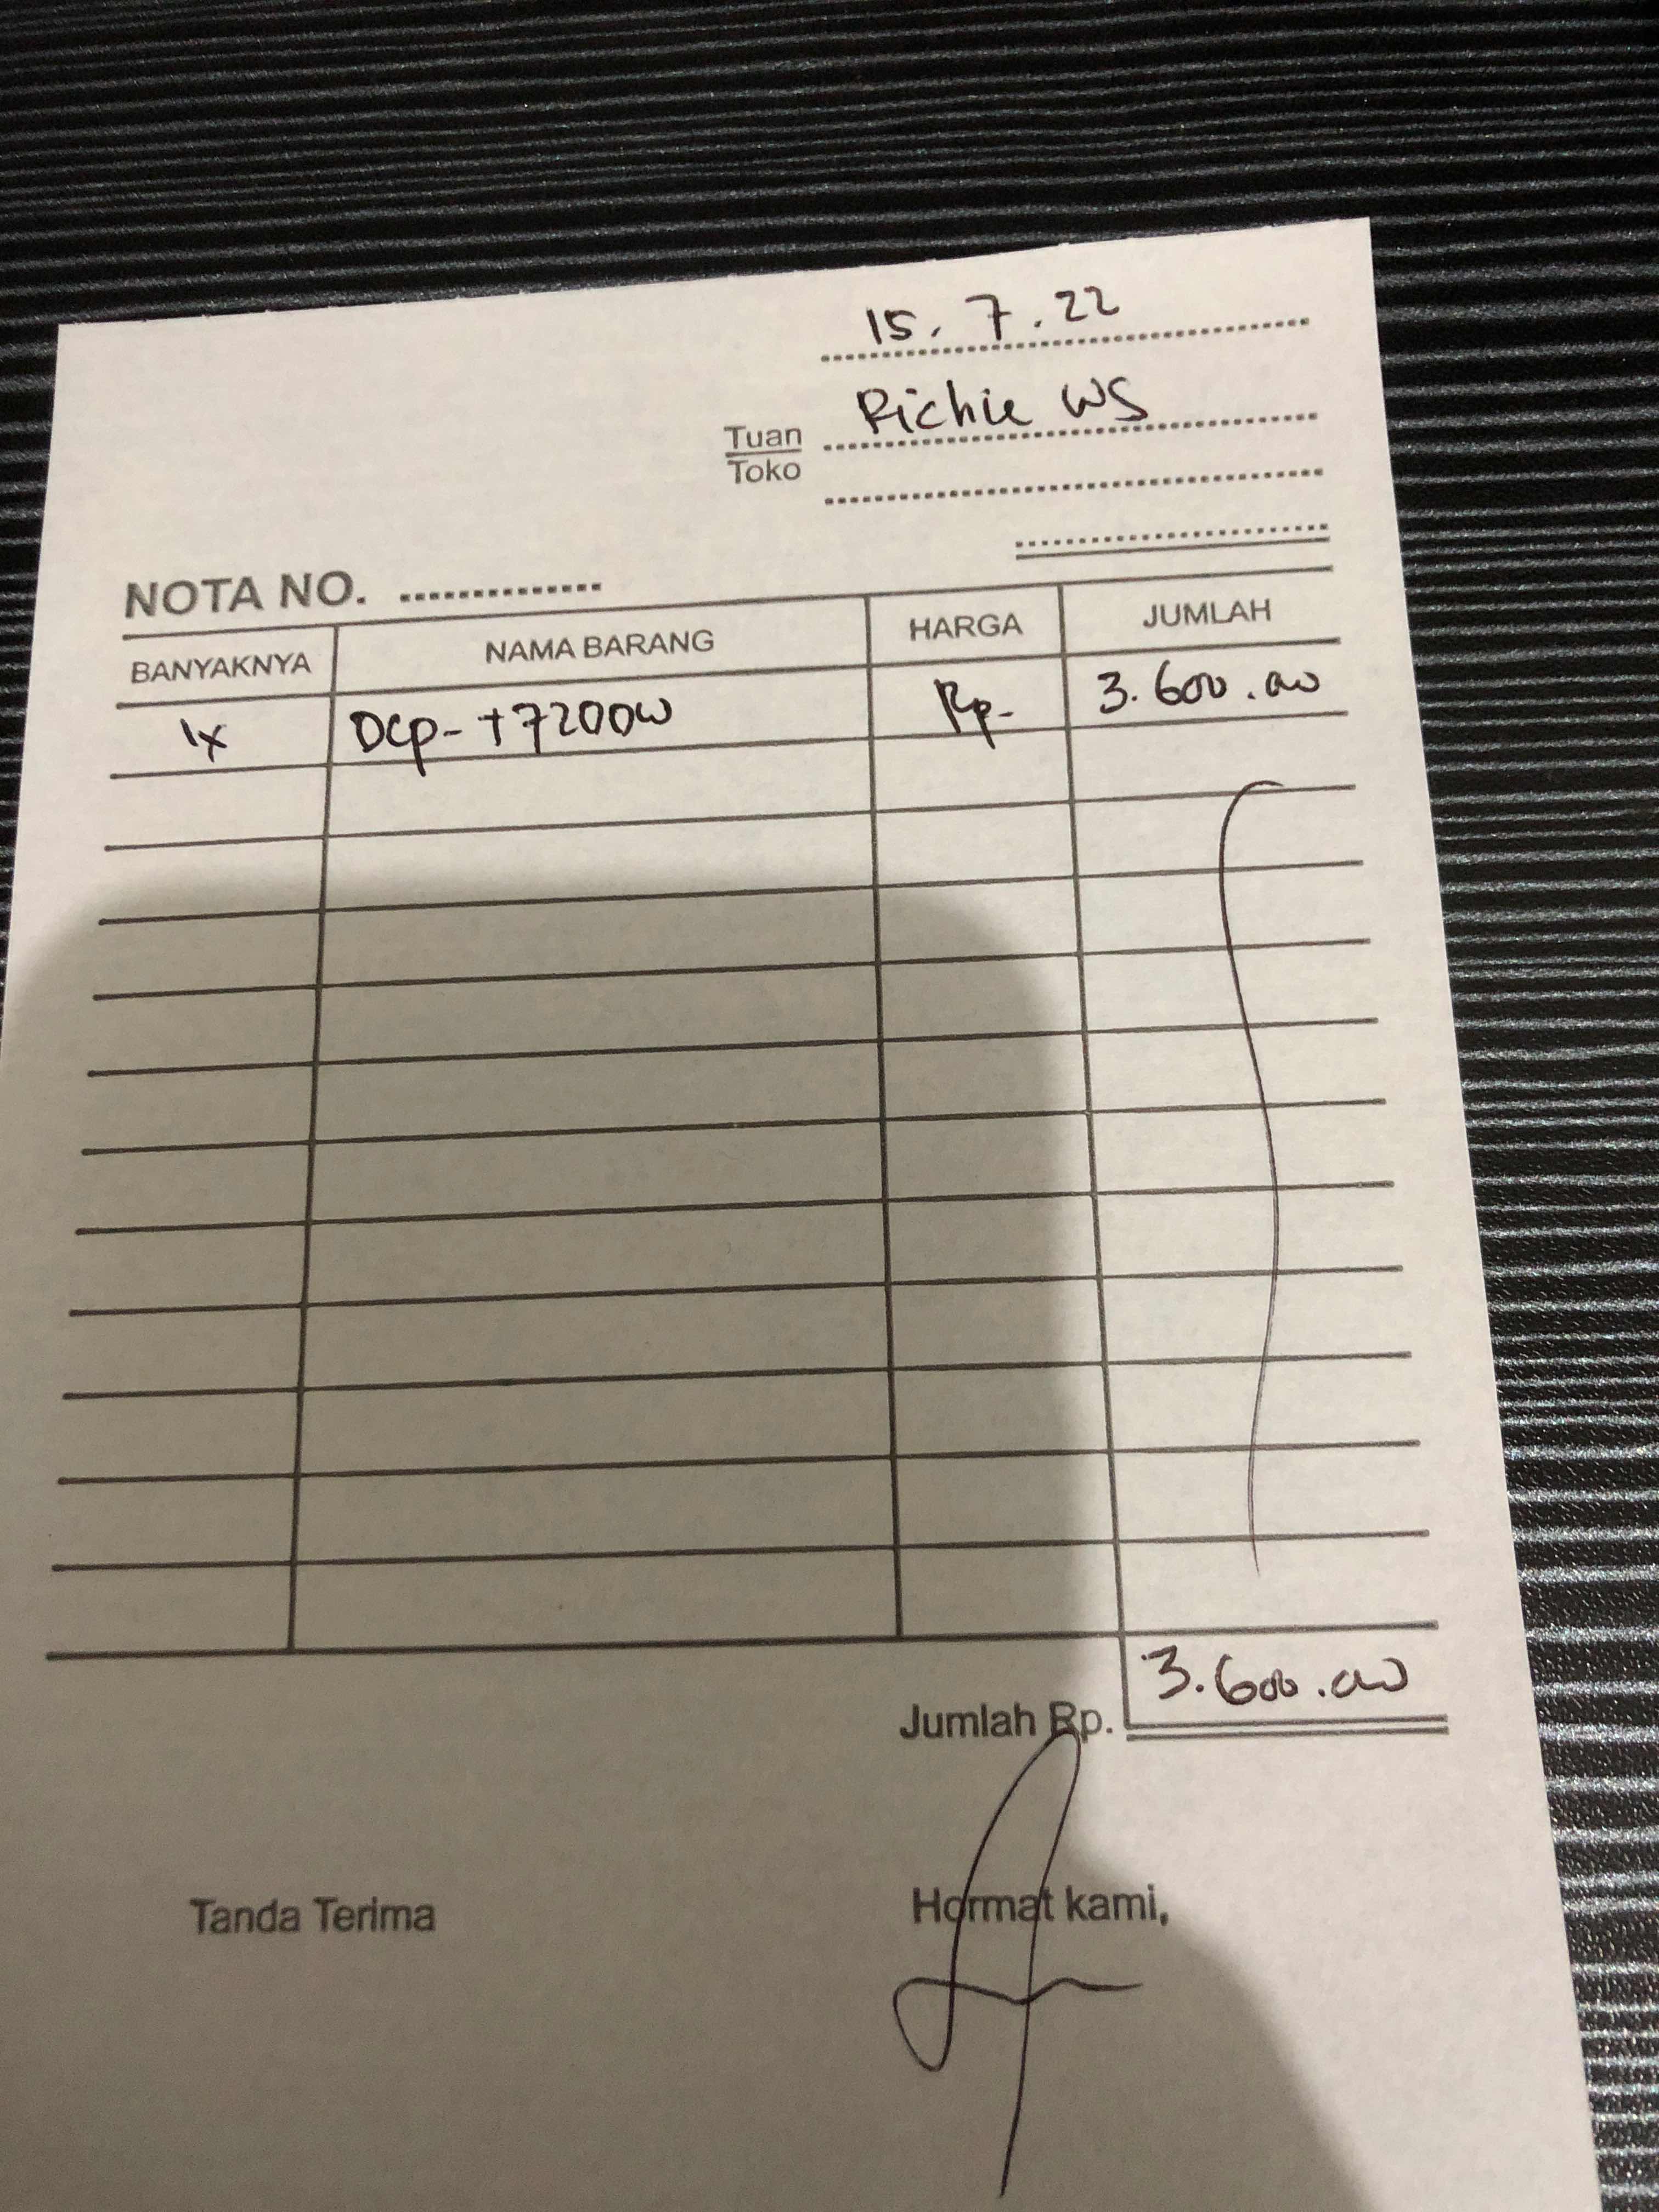 15. 7. 22
Tuan Richie WS
Toko
NOTA NO. ..............
BANYAKNYA NAMA BARANG HARGA JUMLAH
1x Dcp- T7200W Rp- 3.600.000
Jumlah Rp. 3.600.000
Tanda Terima Hormat kami,